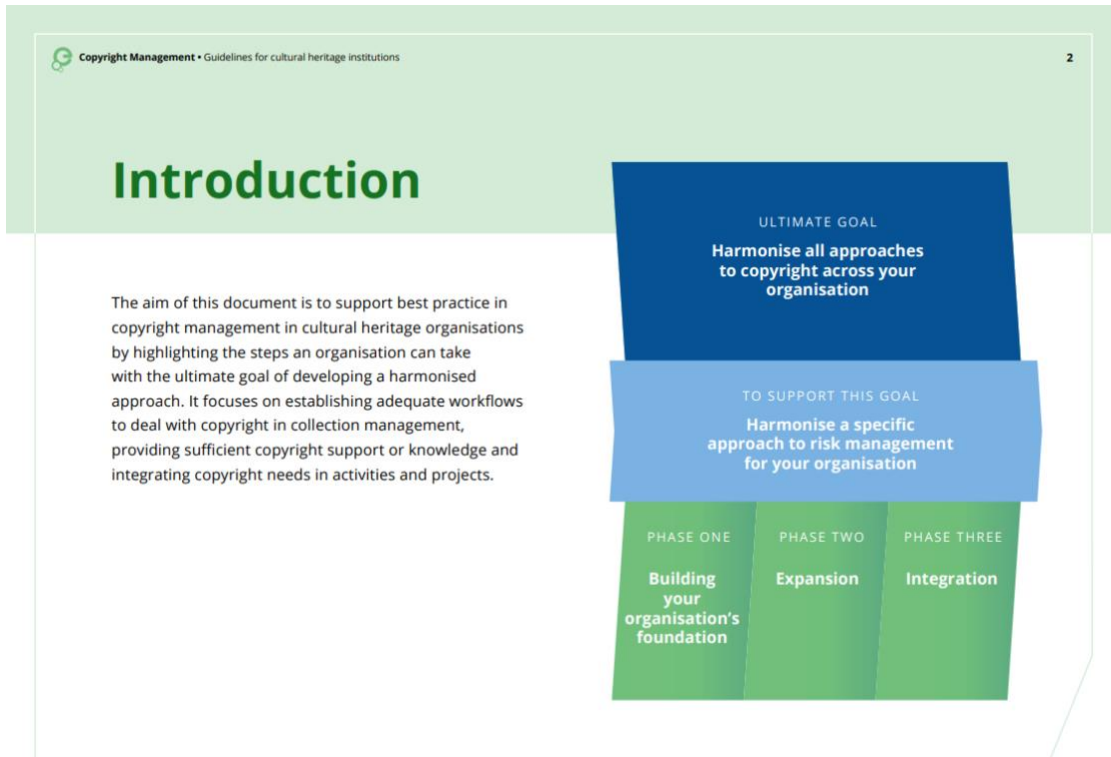 Copyright Management • Guidelines for cultural heritage institutions
2
Introduction
The aim of this document is to support best practice in
copyright management in cultural heritage organisations
by highlighting the steps an organisation can take
with the ultimate goal of developing a harmonised
approach. It focuses on establishing adequate workflows
to deal with copyright in collection management,
providing sufficient copyright support or knowledge and
integrating copyright needs in activities and projects.
ULTIMATE GOAL
Harmonise all approaches
to copyright across your
organisation
TO SUPPORT THIS GOAL
Harmonise a specific
approach to risk management
for your organisation
PHASE ONE
Building
your
organisation's
foundation
PHASE TWO
Expansion
PHASE THREE
Integration